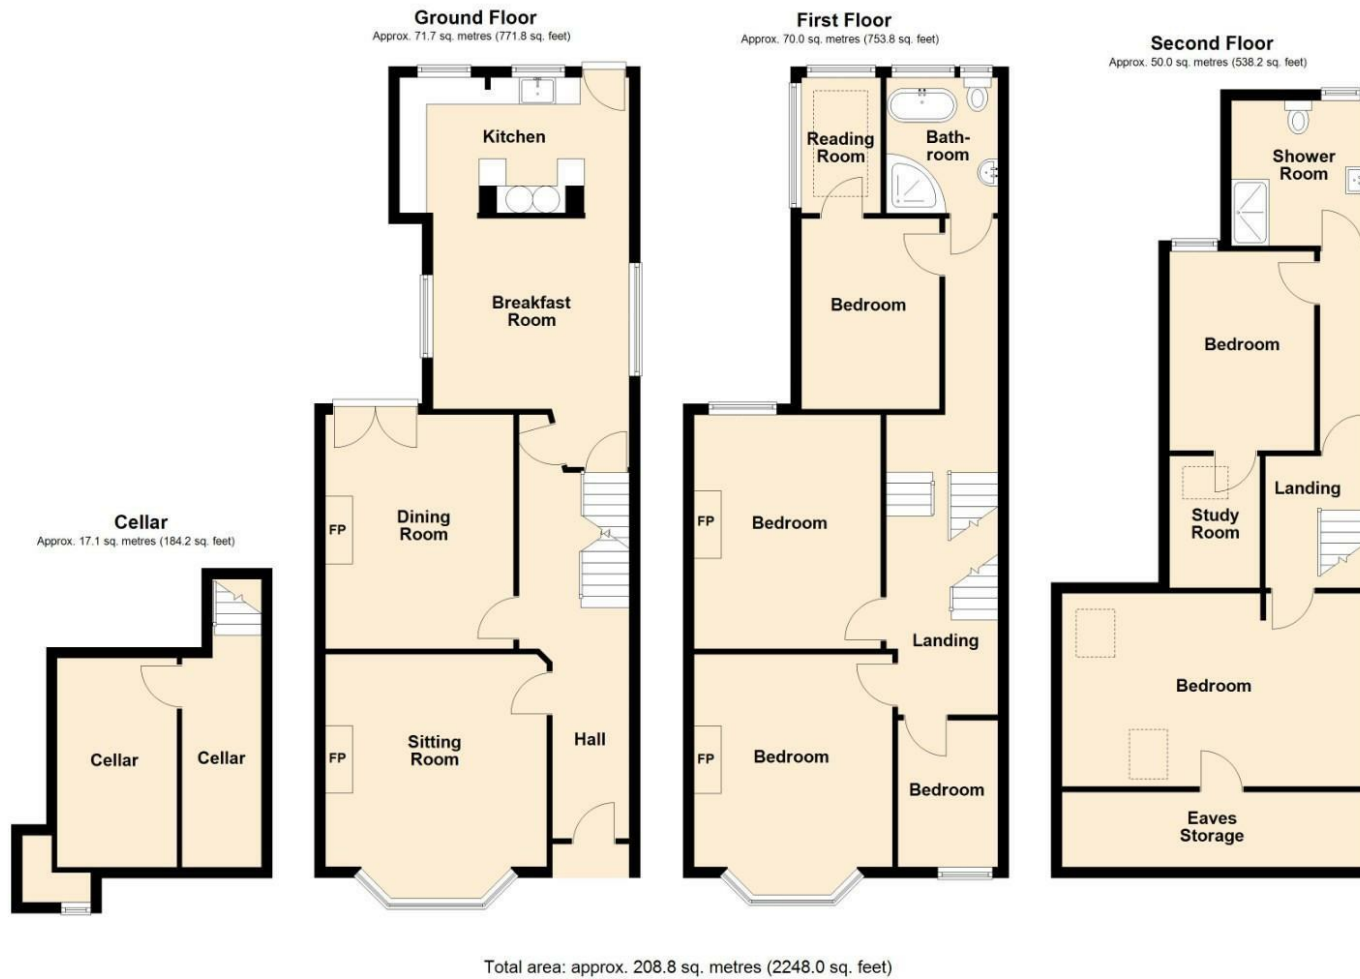 Ground Floor
Approx. 71.7 sq. metres (771.8 sq. feet)
Kitchen
Breakfast
Room
Dining
Room
FP
Sitting
Room
FP
Hall
First Floor
Approx. 70.0 sq. metres (753.8 sq. feet)
Reading
Room
Bath-
room
Bedroom
Bedroom
FP
Landing
Bedroom
FP
Bedroom
Second Floor
Approx. 50.0 sq. metres (538.2 sq. feet)
Shower
Room
Bedroom
Study
Room
Landing
Bedroom
Eaves
Storage
Cellar
Approx. 17.1 sq. metres (184.2 sq. feet)
Cellar
Cellar
Total area: approx. 208.8 sq. metres (2248.0 sq. feet)